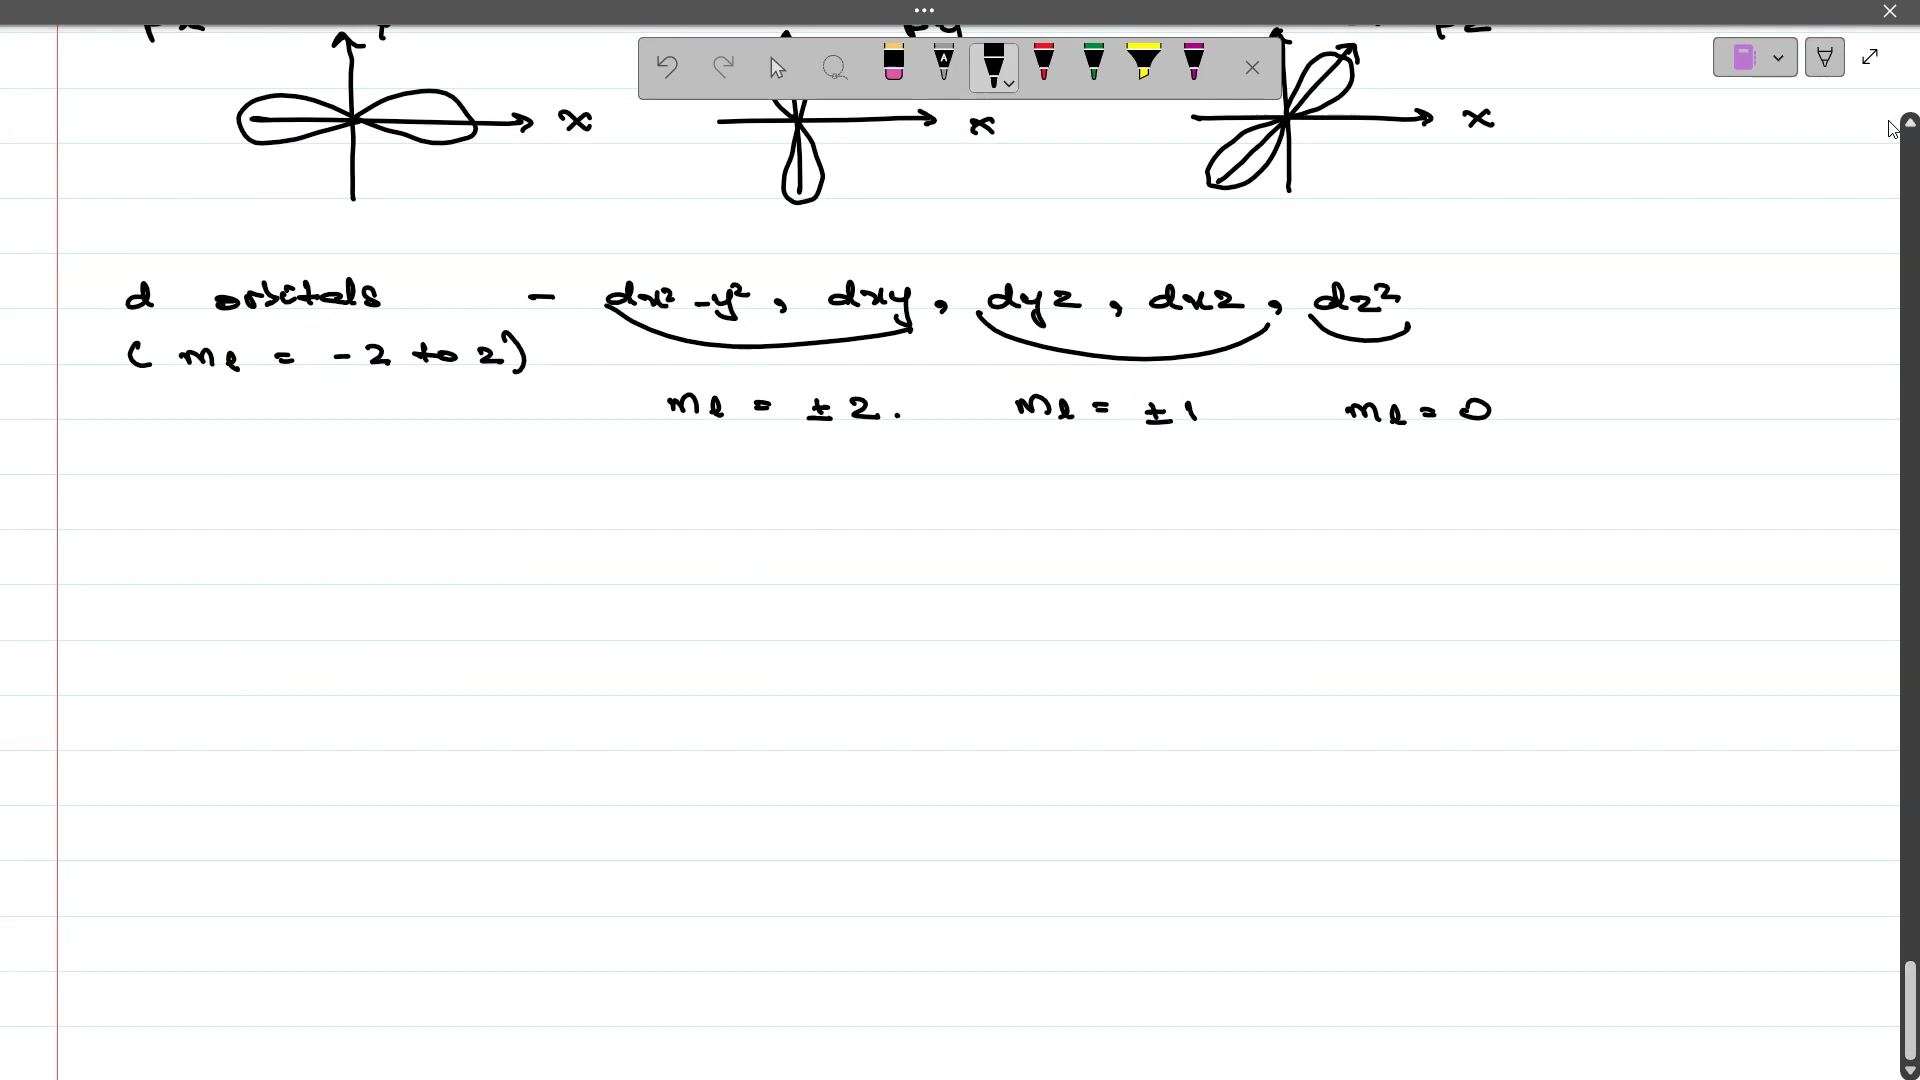 x x x
d orbitals - dx² -y², dxy, dyz, dxz, dz²
( mℓ = -2 to 2)
mℓ = ± 2. mℓ = ± 1 mℓ = 0